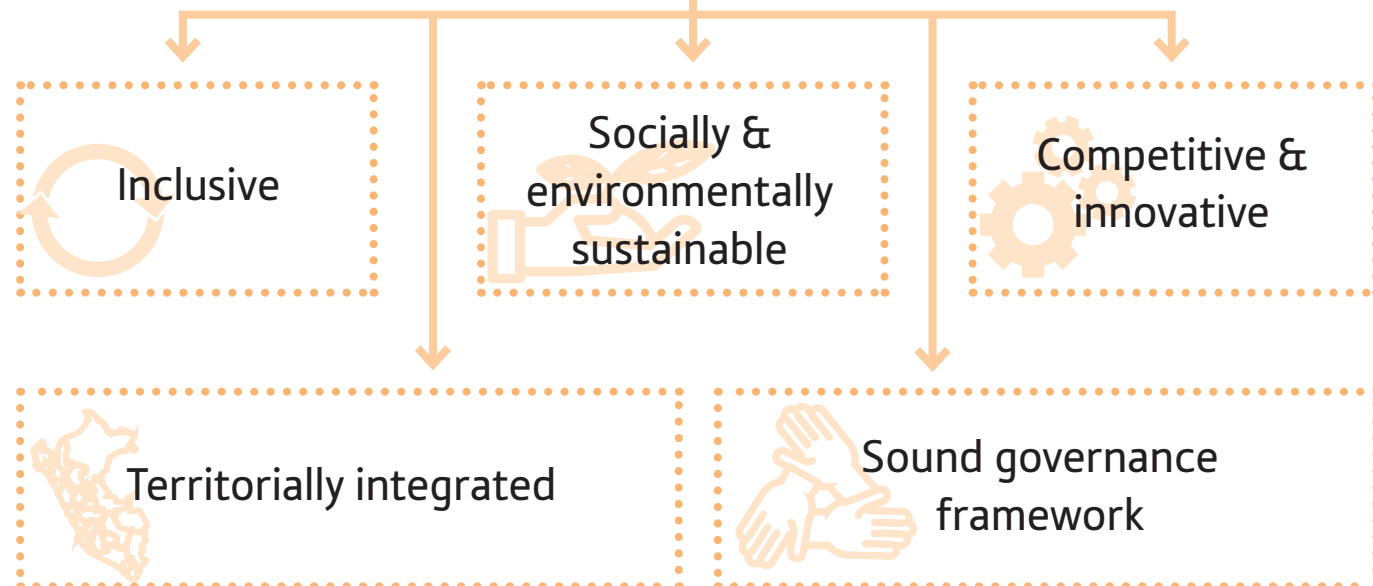 Inclusive
Socially &
environmentally
sustainable
Competitive &
innovative
Territorially integrated
Sound governance
framework